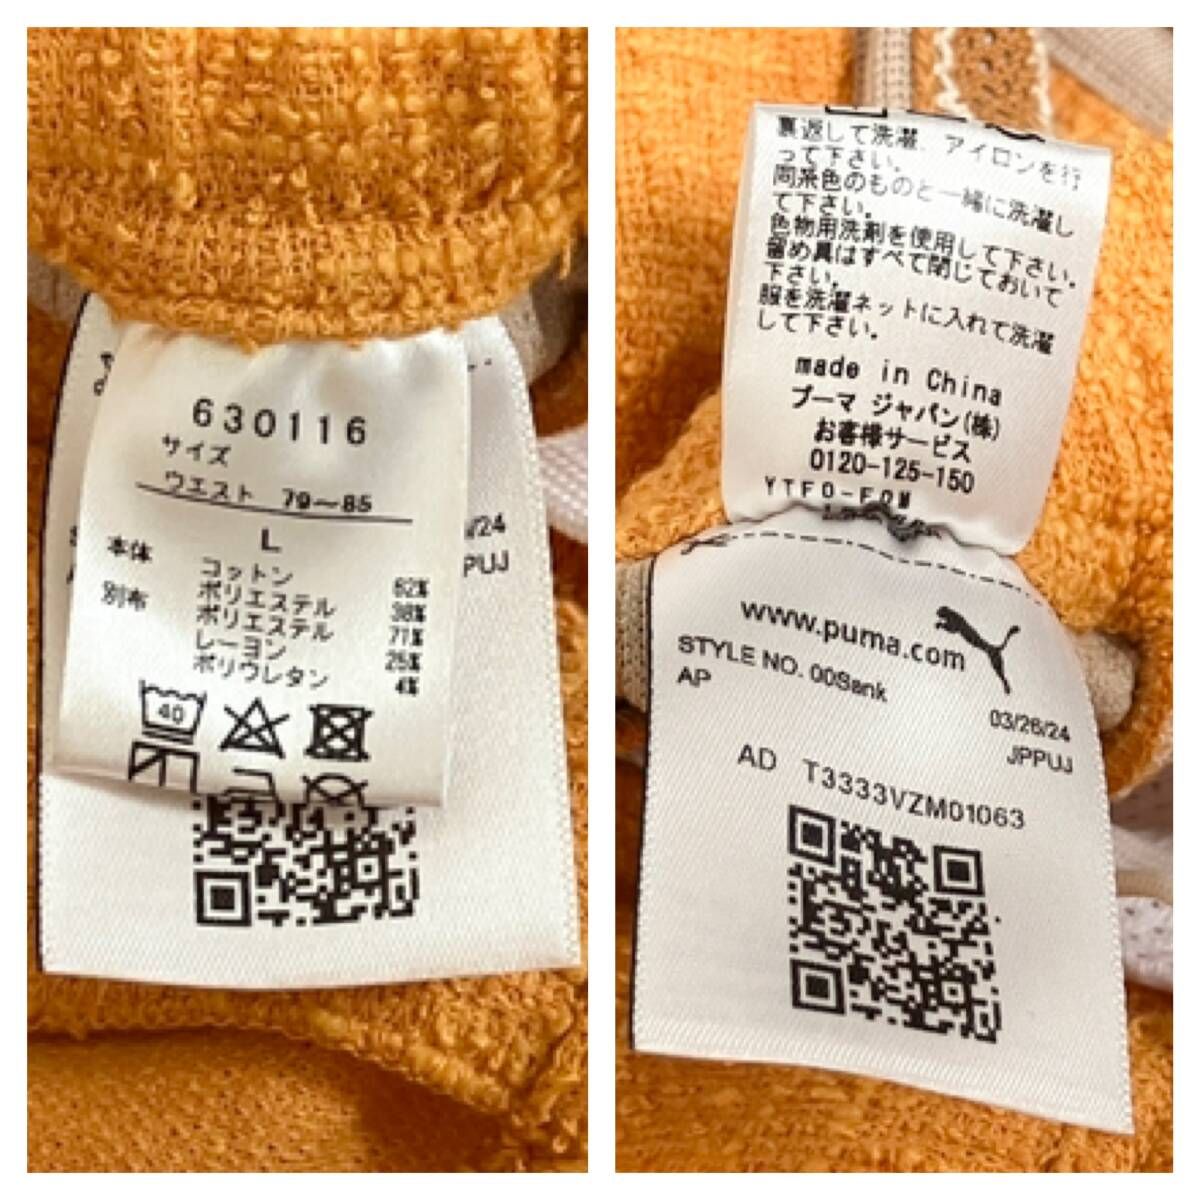 630116
サイズ
ウエスト 79～85
L
本体
コットン 62%
ポリエステル 38%
別布
ポリエステル 71%
レーヨン 25%
ポリウレタン 4%
40
/24
PUJ
裏返して洗濯、アイロンを行
って下さい。
同系色のものと一緒に洗濯し
て下さい。
色物用洗剤を使用して下さい。
留め具はすべて閉じておいて
下さい。
服を洗濯ネットに入れて洗濯
して下さい。
made in China
プーマ ジャパン(株)
お客様サービス
0120-125-150
www.puma.com
STYLE NO. 00Sank
AP
03/26/24
JPPUJ
AD T3333VZM01063